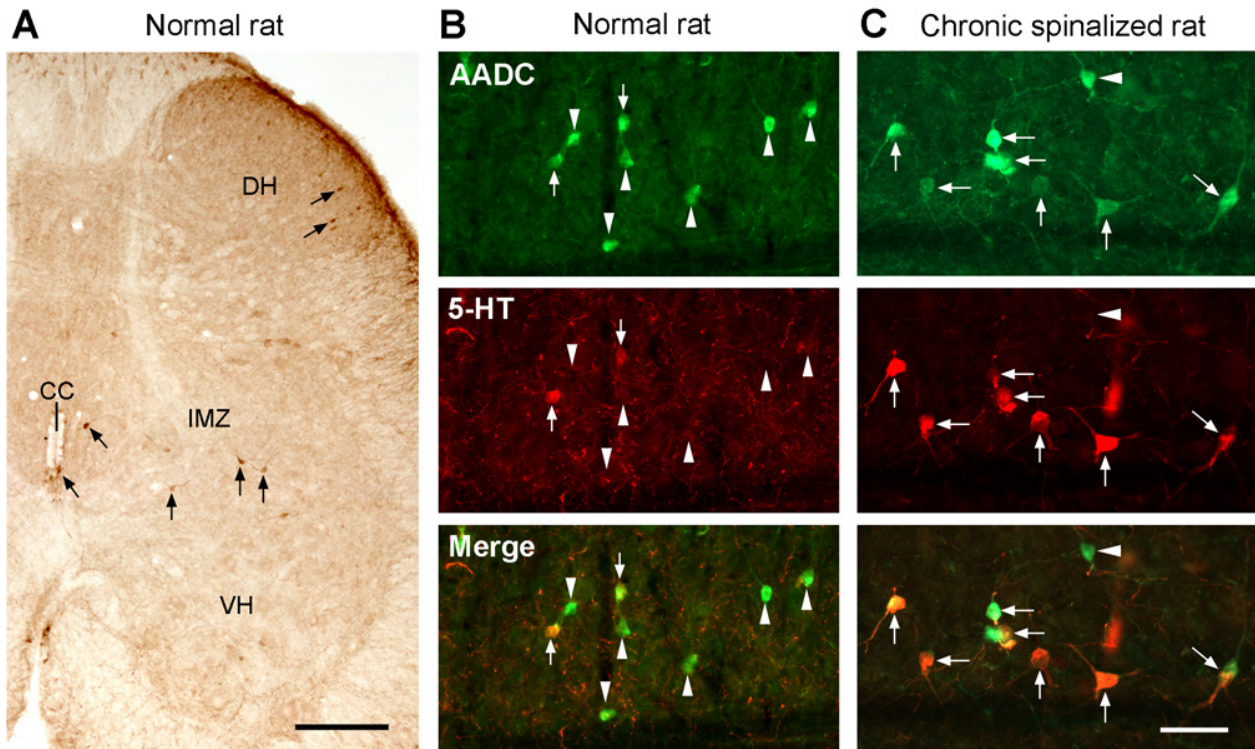 A Normal rat
DH
CC
IMZ
VH
B Normal rat
AADC
5-HT
Merge
C Chronic spinalized rat